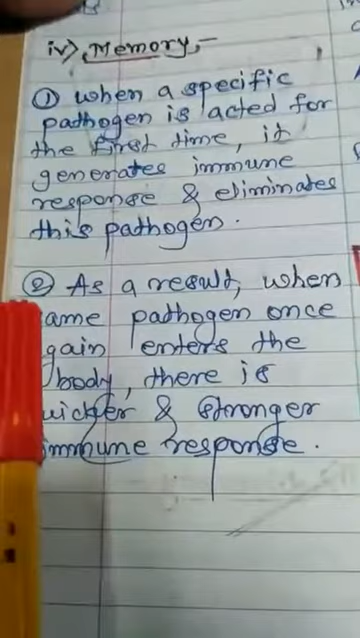 iv) Memory -
① when a specific
pathogen is acted for
the first time, it
generates immune
response & eliminates
this pathogen.
② As a result, when
ame pathogen once
gain enters the
body, there is
uicker & stronger
immune response.